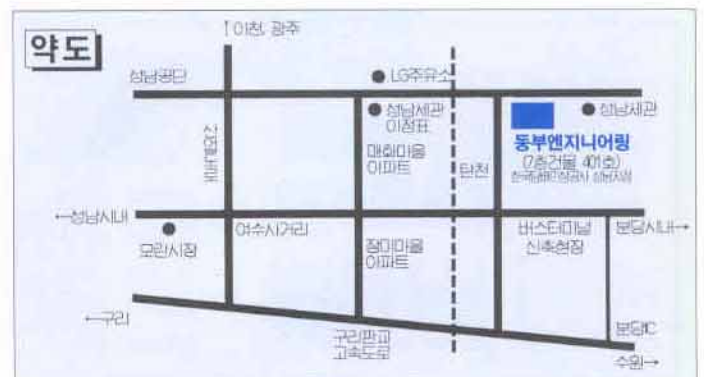 약도
↑이천, 광주
성남공단
LG주유소
성남세관
이정표
성남세관
매화마을
아파트
탄천
동부엔지니어링
(7층건물 401호)
←성남시내
모란시장
여수사거리
장미마을
아파트
버스터미널
신축현장
분당시내→
←구리
구리판교
고속도로
분당IC
수원→